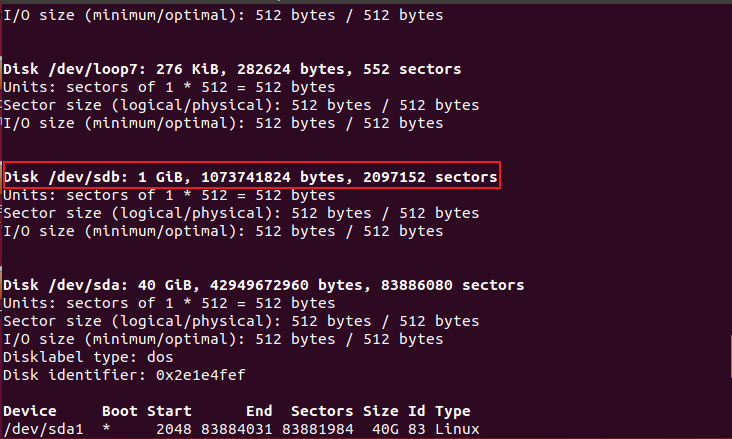 I/O size (minimum/optimal): 512 bytes / 512 bytes
Disk /dev/loop7: 276 KiB, 282624 bytes, 552 sectors
Units: sectors of 1 * 512 = 512 bytes
Sector size (logical/physical): 512 bytes / 512 bytes
I/O size (minimum/optimal): 512 bytes / 512 bytes
Disk /dev/sdb: 1 GiB, 1073741824 bytes, 2097152 sectors
Units: sectors of 1 * 512 = 512 bytes
Sector size (logical/physical): 512 bytes / 512 bytes
I/O size (minimum/optimal): 512 bytes / 512 bytes
Disk /dev/sda: 40 GiB, 42949672960 bytes, 83886080 sectors
Units: sectors of 1 * 512 = 512 bytes
Sector size (logical/physical): 512 bytes / 512 bytes
I/O size (minimum/optimal): 512 bytes / 512 bytes
Disklabel type: dos
Disk identifier: 0x2e1e4fef
Device     Boot Start      End  Sectors Size Id Type
/dev/sda1  *     2048 83884031 83881984  40G 83 Linux